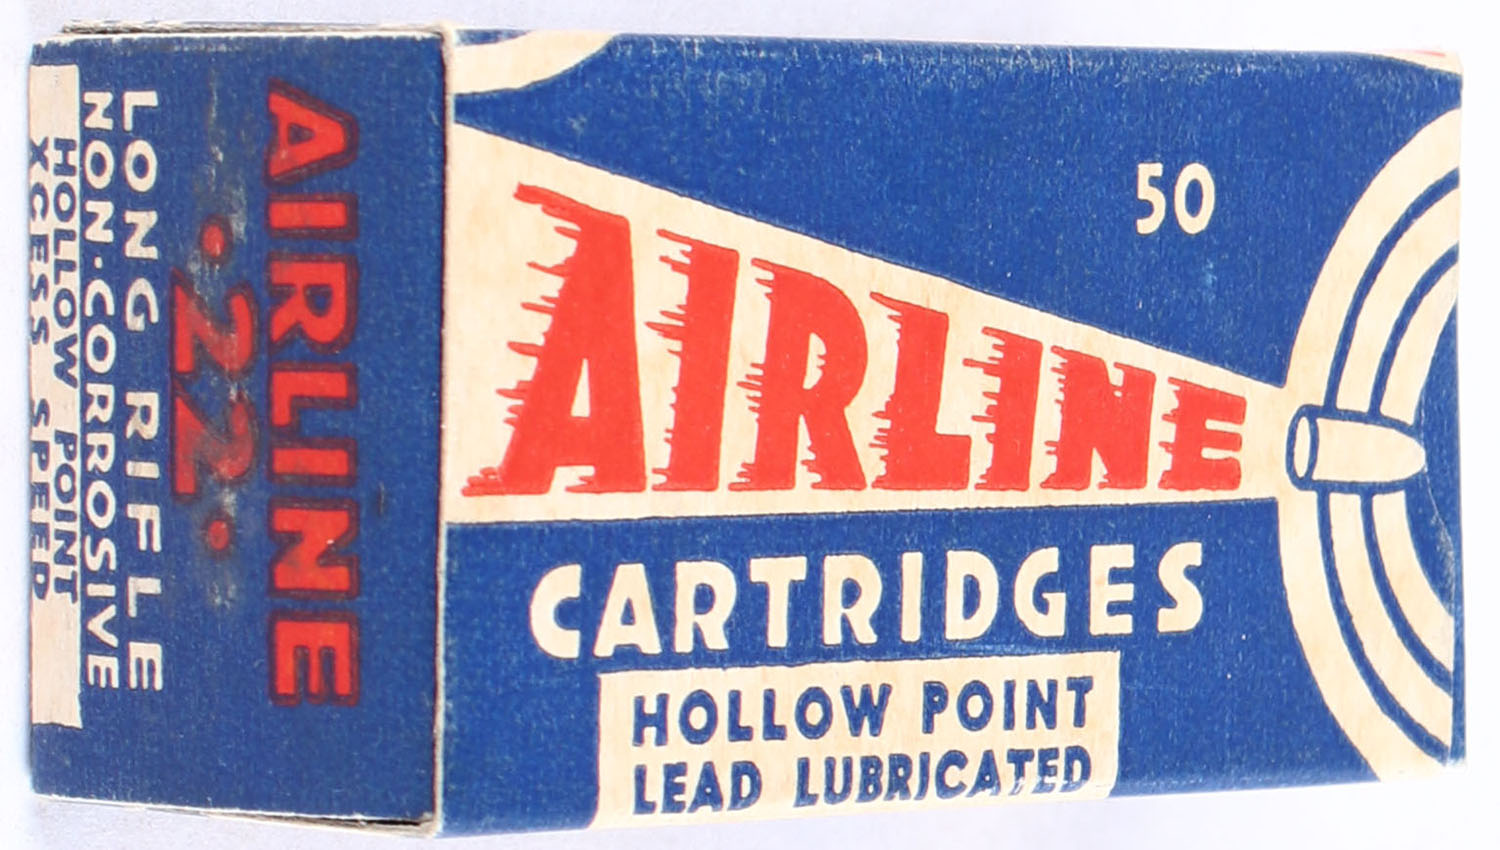 AIRLINE
.22.
LONG RIFLE
NON-CORROSIVE
HOLLOW POINT
XCESS SPEED
50
AIRLINE
CARTRIDGES
HOLLOW POINT
LEAD LUBRICATED